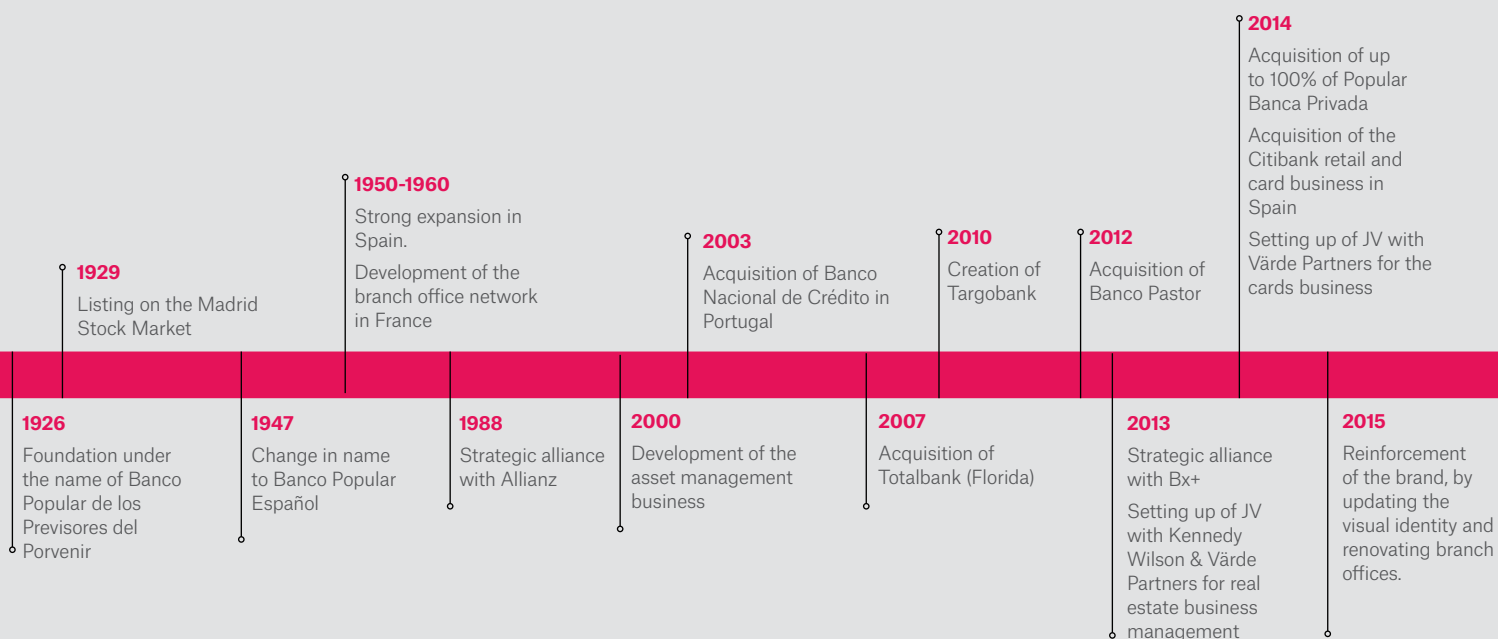 1926
Foundation under
the name of Banco
Popular de los
Previsores del
Porvenir
1929
Listing on the Madrid
Stock Market
1947
Change in name
to Banco Popular
Español
1950-1960
Strong expansion in
Spain.
Development of the
branch office network
in France
1988
Strategic alliance
with Allianz
2000
Development of the
asset management
business
2003
Acquisition of Banco
Nacional de Crédito in
Portugal
2007
Acquisition of
Totalbank (Florida)
2010
Creation of
Targobank
2012
Acquisition of
Banco Pastor
2013
Strategic alliance
with Bx+
Setting up of JV
with Kennedy
Wilson & Värde
Partners for real
estate business
management
2014
Acquisition of up
to 100% of Popular
Banca Privada
Acquisition of the
Citibank retail and
card business in
Spain
Setting up of JV with
Värde Partners for the
cards business
2015
Reinforcement
of the brand, by
updating the
visual identity and
renovating branch
offices.